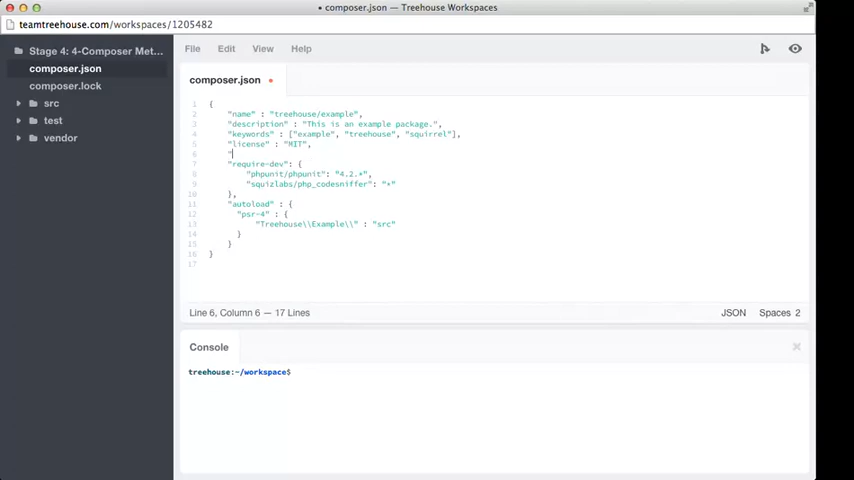 composer.json — Treehouse Workspaces
teamtreehouse.com/workspaces/1205482
Stage 4: 4-Composer Met...
composer.json
composer.lock
src
test
vendor
File Edit View Help
composer.json
1 {
2 "name" : "treehouse/example",
3 "description" : "This is an example package.",
4 "keywords" : ["example", "treehouse", "squirrel"],
5 "license" : "MIT",
6 "
7 "require-dev": {
8 "phpunit/phpunit": "4.2.*",
9 "squizlabs/php_codesniffer": "*"
10 },
11 "autoload" : {
12 "psr-4" : {
13 "Treehouse\\Example\\" : "src"
14 }
15 }
16 }
17
Line 6, Column 6 — 17 Lines
JSON Spaces 2
Console
treehouse:~/workspace$